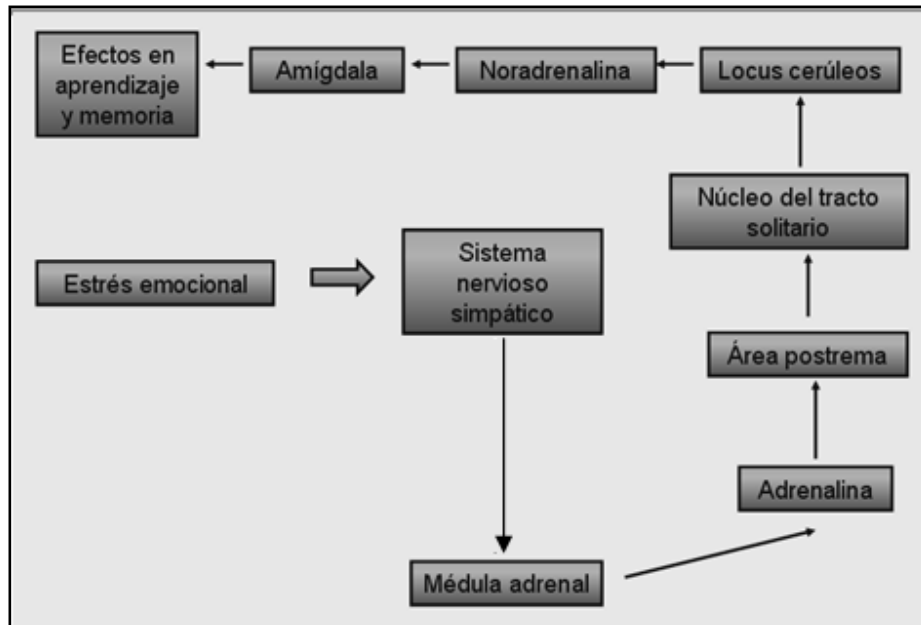 Efectos en
aprendizaje
y memoria
Amígdala
Noradrenalina
Locus cerúleos
Núcleo del tracto
solitario
Estrés emocional
Sistema
nervioso
simpático
Área postrema
Adrenalina
Médula adrenal